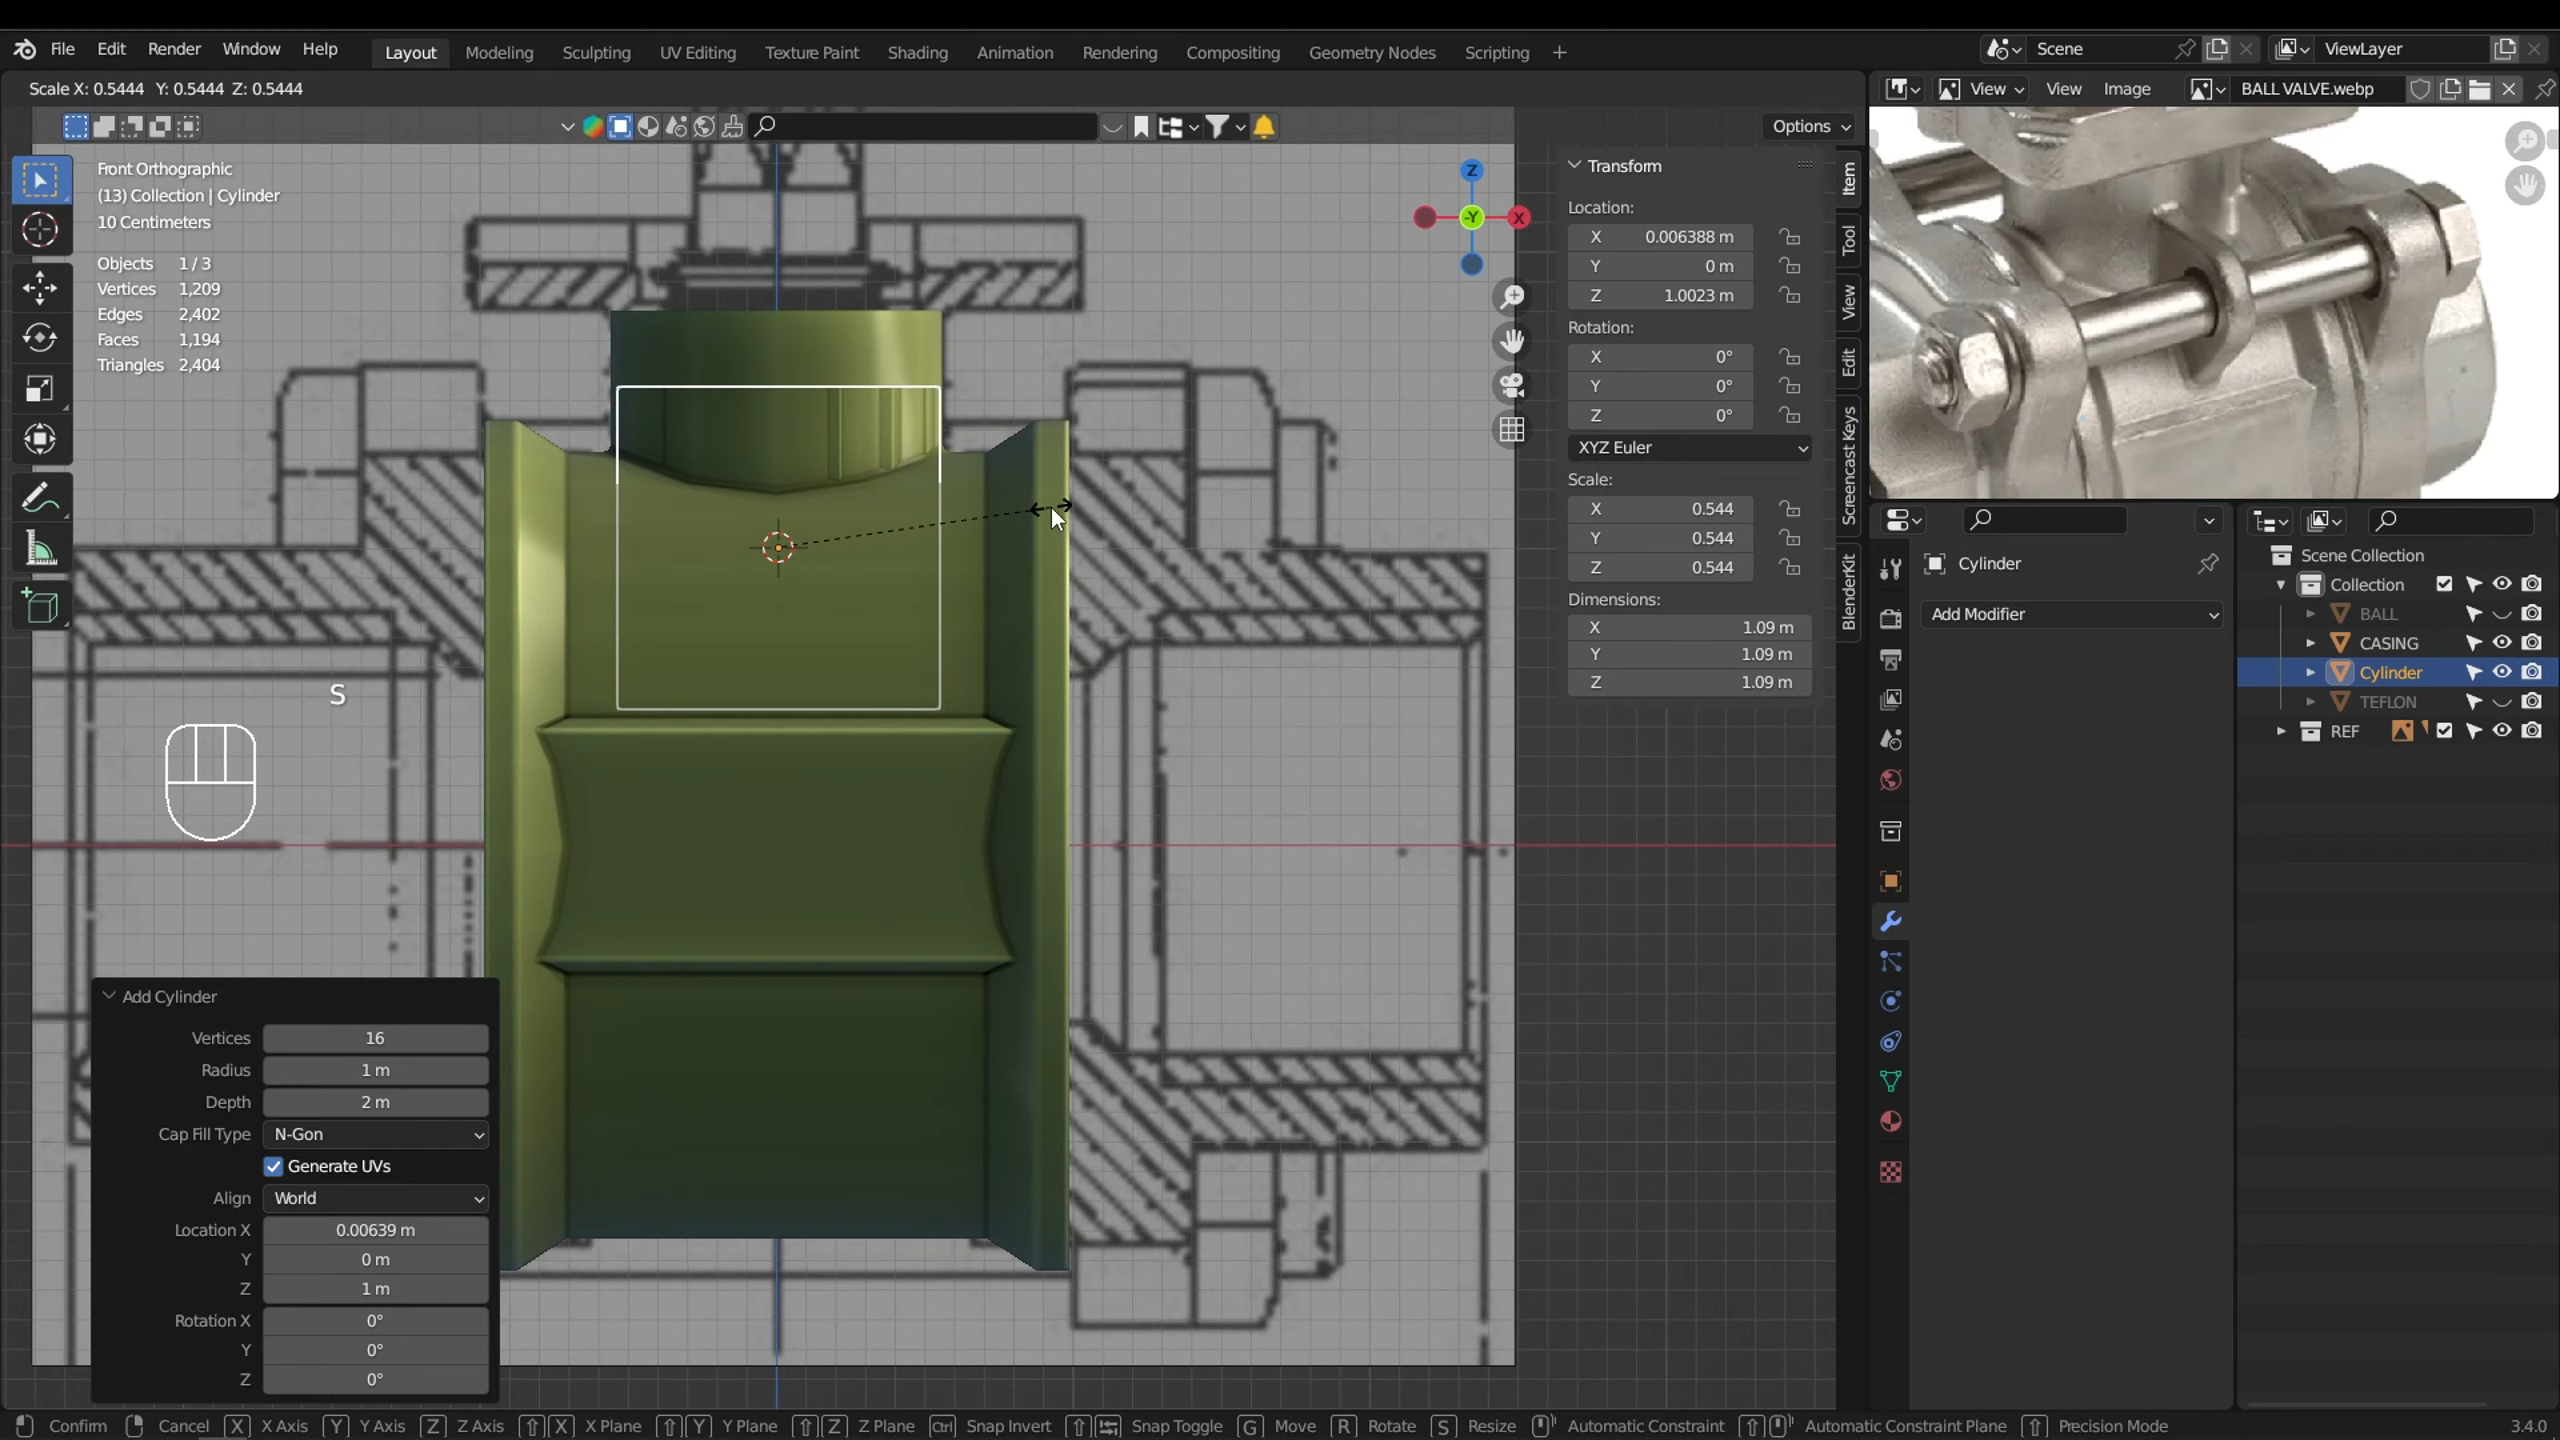 File Edit Render Window Help Layout Modeling Sculpting UV Editing Texture Paint Shading Animation Rendering Compositing Geometry Nodes Scripting + Scene ViewLayer
Scale X: 0.5444 Y: 0.5444 Z: 0.5444
View View Image BALL VALVE.webp
Options
Front Orthographic
(13) Collection | Cylinder
10 Centimeters
Objects 1 / 3
Vertices 1,209
Edges 2,402
Faces 1,194
Triangles 2,404
Z
-Y
X
Transform
Location:
X 0.006388 m
Y 0 m
Z 1.0023 m
Rotation:
X 0°
Y 0°
Z 0°
XYZ Euler
Scale:
X 0.544
Y 0.544
Z 0.544
Dimensions:
X 1.09 m
Y 1.09 m
Z 1.09 m
Item
Tool
View
Edit
Screencast Keys
BlenderKit
Cylinder
Add Modifier
Scene Collection
Collection
BALL
CASING
Cylinder
TEFLON
REF
S
Add Cylinder
Vertices 16
Radius 1 m
Depth 2 m
Cap Fill Type N-Gon
Generate UVs
Align World
Location X 0.00639 m
Y 0 m
Z 1 m
Rotation X 0°
Y 0°
Z 0°
Confirm Cancel X X Axis Y Y Axis Z Z Axis X X Plane Y Y Plane Z Z Plane Ctrl Snap Invert Snap Toggle G Move R Rotate S Resize Automatic Constraint Automatic Constraint Plane Precision Mode 3.4.0